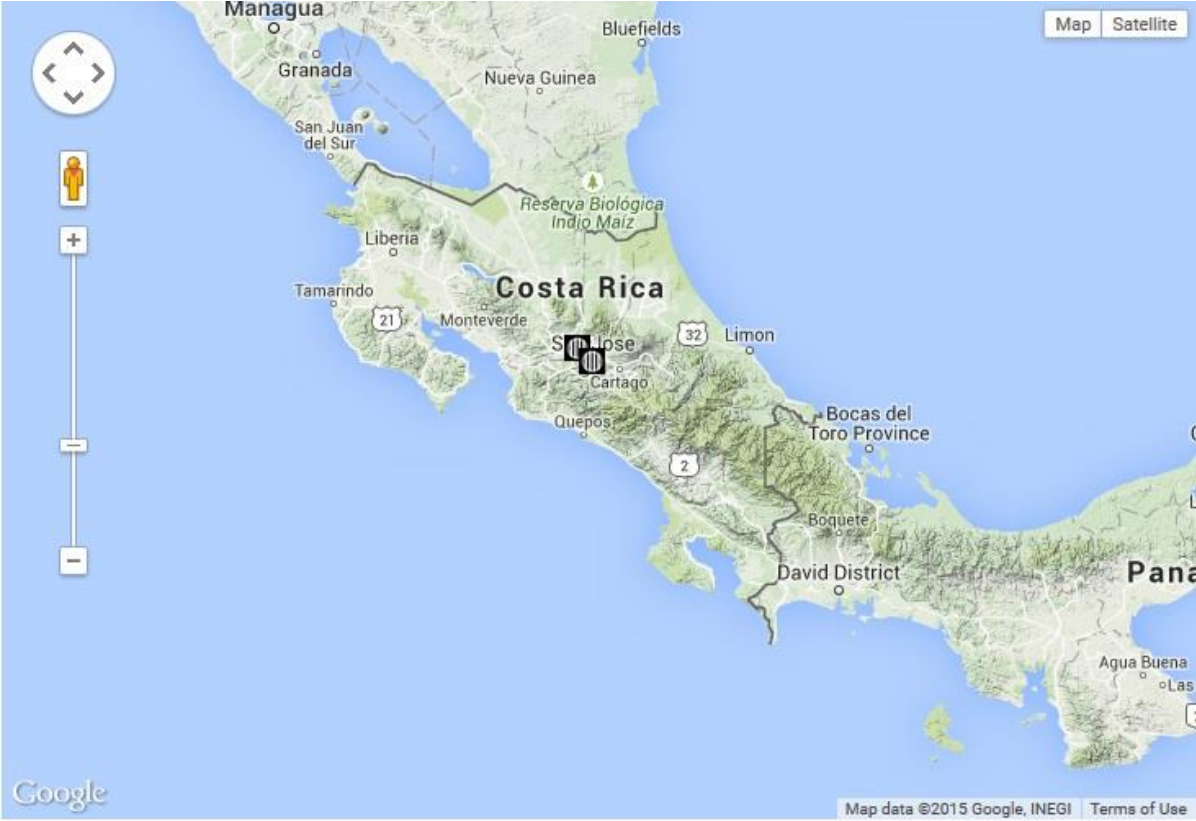 Managua
Bluefields
Map
Satellite
Granada
Nueva Guinea
San Juan
del Sur
Reserva Biológica
Indio Maíz
Liberia
Costa Rica
Tamarindo
21
Monteverde
32
Limon
Jose
Cartago
Quepos
Bocas del
Toro Province
2
Boquete
David District
Agua Buena
Las
Google
Map data ©2015 Google, INEGI
Terms of Use